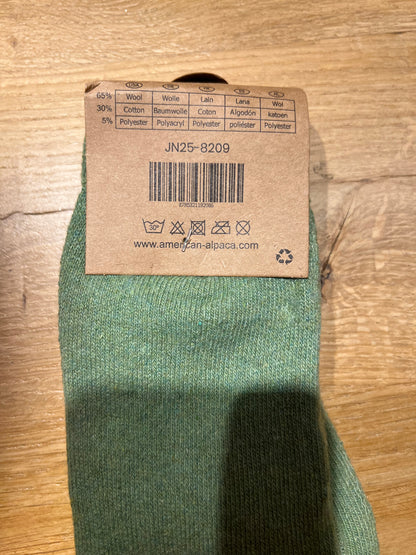 65% Wool Wolle Lain Lana Wol
30% Cotton Baumwolle Coton Algodón katoen
5% Polyester Polyacryl Polyester poliéster Polyester
JN25-8209
30°
www.american-alpaca.com